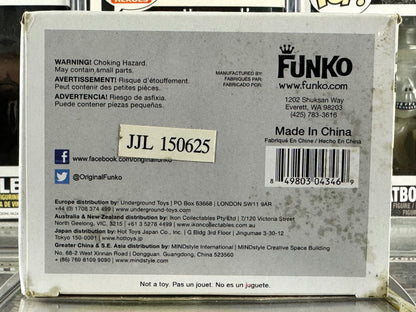 HEROES
POP!
WARNING! Choking Hazard.
May contain small parts.
AVERTISSEMENT! Risque d'étouffement.
Peut contenir des petites pièces.
ADVERTENCIA! Riesgo de asfixia.
Puede contener piezas pequeñas.
MANUFACTURED BY:
FABRIQUÉS PAR:
FABRICADO POR:
FUNKO
www.funko.com
1202 Shuksan Way
Everett, WA 98203
(425) 783-3616
Made In China
Fabriqué En China / Hecho En China
JJL 150625
www.facebook.com/originalfunko
@OriginalFunko
8 49803 04346 9
Europe distribution by: Underground Toys | PO BOX 63668 | LONDON SW11 9AR
+44 (0) 1708 374 499 | www.underground-toys.com
Australia & New Zealand distribution by: Ikon Collectables Pty/Ltd / 7/120 Victoria Street
North Geelong, VIC, 3215 | +61 3 5278 4499 | www.ikoncollectables.com.au
Japan distribution by: Hot Toys Japan Co., Inc. | G Bldg 3rd Floor | Jingumae 3-30-12
Tokyo 150-0001 | www.hottoys.jp
Greater China & S.E. Asia distribution by: MINDstyle International | MINDstyle Creative Space Building
No. 68-2 West Xinnan Road | Dongguan, Guangdong, China, 523560
( + 86) 760 8109 9090 | www.mindstyle.com
Not a toy. Pas un jouet. No es un juguete.